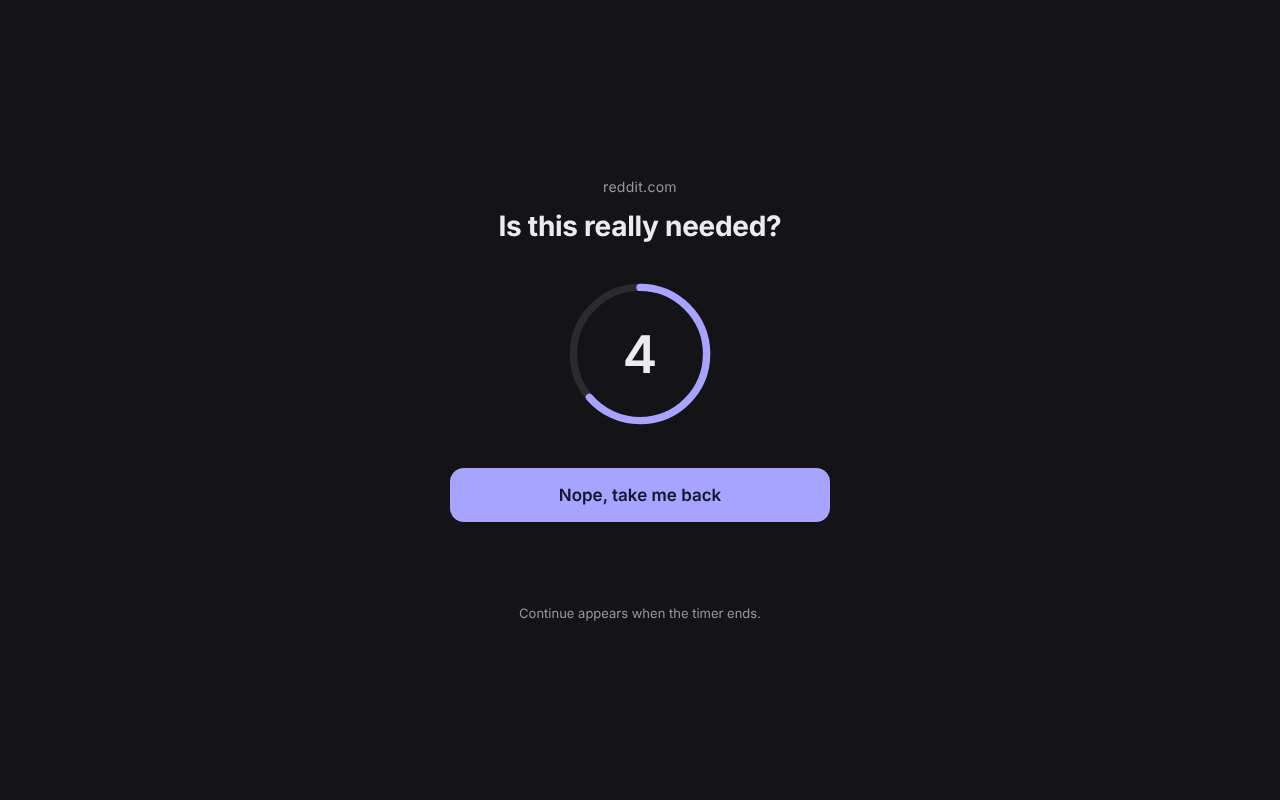 reddit.com
Is this really needed?
4
Nope, take me back
Continue appears when the timer ends.